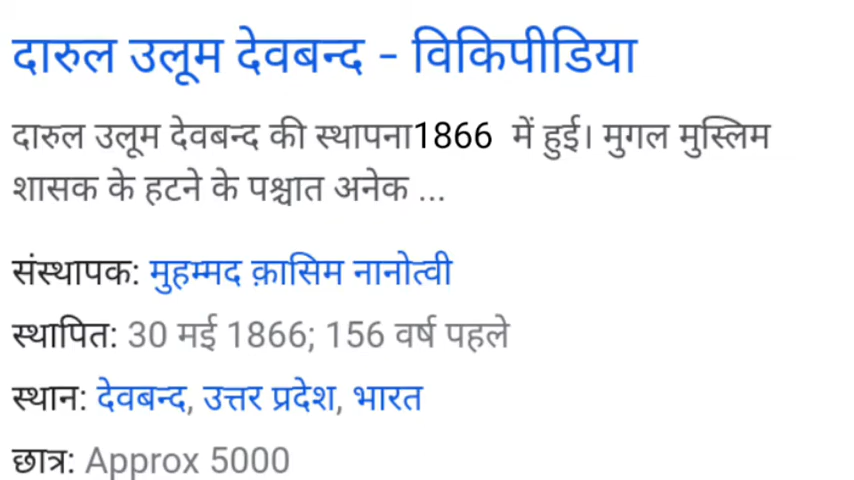 दारुल उलूम देवबन्द - विकिपीडिया
दारुल उलूम देवबन्द की स्थापना1866 में हुई। मुगल मुस्लिम
शासक के हटने के पश्चात अनेक ...
संस्थापक: मुहम्मद क़ासिम नानोत्वी
स्थापित: 30 मई 1866; 156 वर्ष पहले
स्थान: देवबन्द, उत्तर प्रदेश, भारत
छात्र: Approx 5000